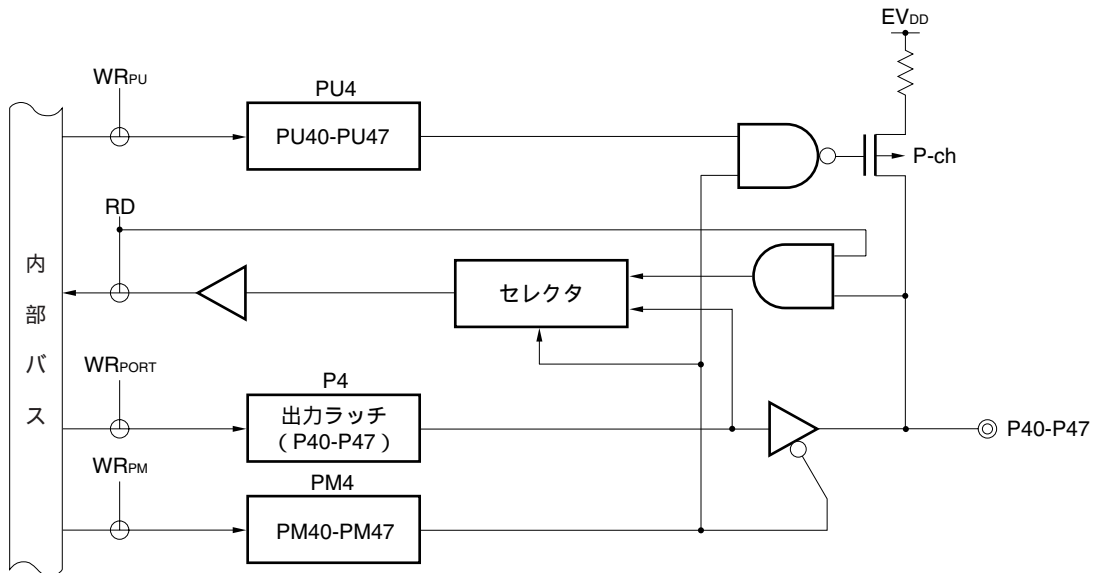 EVDD
WRPU
PU4
PU40-PU47
P-ch
RD
内部バス
セレクタ
WRPORT
P4
出力ラッチ
(P40-P47)
P40-P47
WRPM
PM4
PM40-PM47